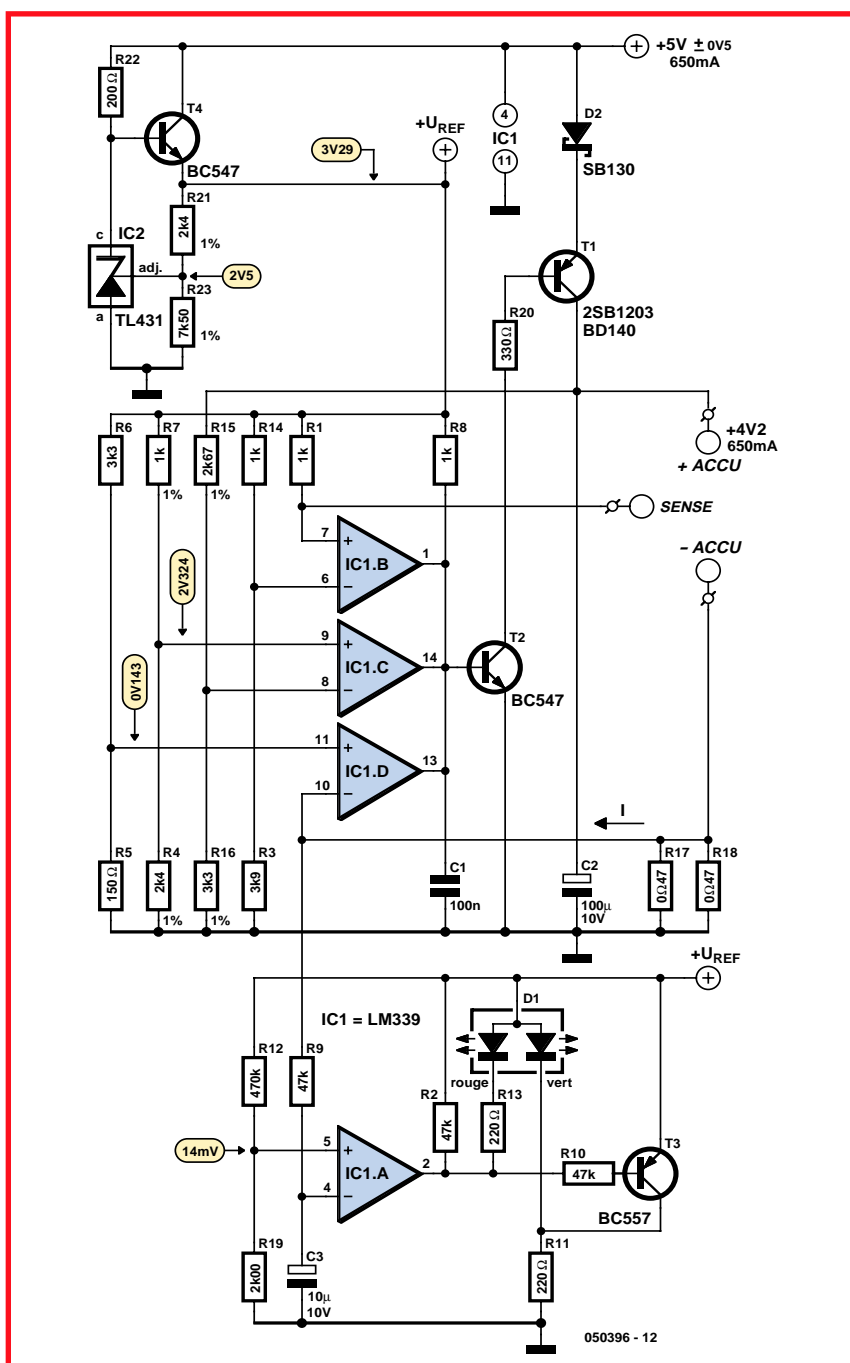 +5V ± 0V5
650mA
R22
200Ω
T4
BC547
3V29
+UREF
4
IC1
11
D2
SB130
R21
2k4
1%
c
IC2
adj.
2V5
a
TL431
R23
7k50
1%
T1
2SB1203
BD140
R20
330Ω
R6
3k3
R7
1k
1%
R15
2k67
1%
R14
1k
R1
1k
R8
1k
+4V2
650mA
+ ACCU
SENSE
– ACCU
7
+
IC1.B
1
6
–
2V324
9
+
IC1.C
14
8
–
T2
BC547
0V143
11
+
IC1.D
13
10
–
I
R5
150Ω
R4
2k4
1%
R16
3k3
1%
R3
3k9
C1
100n
C2
100µ
10V
R17
0Ω47
R18
0Ω47
+UREF
IC1 = LM339
D1
rouge
vert
R12
470k
R9
47k
R2
47k
R13
220 Ω
14mV
5
+
IC1.A
2
4
–
R10
47k
T3
BC557
R19
2k00
C3
10µ
10V
R11
220 Ω
050396 - 12